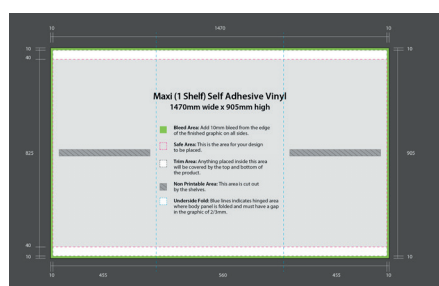 10 1470 10
10 10
40
Maxi (1 Shelf) Self Adhesive Vinyl
1470mm wide x 905mm high
Bleed Area: Add 10mm bleed from the edge
of the finished graphic on all sides.
Safe Area: This is the area for your design
to be placed.
825 905
Trim Area: Anything placed inside this area
will be covered by the top and bottom of
the product.
Non Printable Area: This area is cut out
by the shelves.
Underside Fold: Blue lines indicates hinged area
where body panel is folded and must have a gap
in the graphic of 2/3mm.
40
10 10
10 455 560 455 10